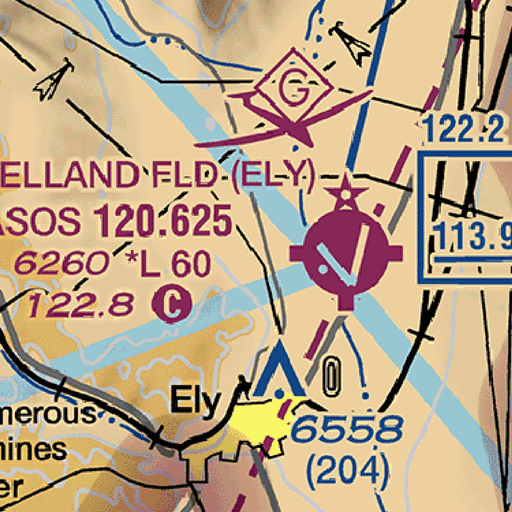 G
122.2
ELLAND FLD (ELY)
ASOS 120.625
113.9
6260 *L 60
122.8 C
Ely
merous
6558
mines
(204)
er